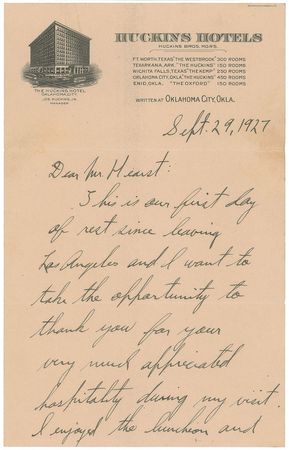 HUCKINS HOTELS
HUCKINS BROS. MGRS.
FT. WORTH, TEXAS "THE WESTBROOK" 300 ROOMS
TEXARKANA, ARK. "THE HUCKINS" 150 ROOMS
WICHITA FALLS, TEXAS "THE KEMP" 230 ROOMS
OKLAHOMA CITY, OKLA. "THE HUCKINS" 450 ROOMS
ENID, OKLA. "THE OXFORD" 150 ROOMS
THE HUCKINS HOTEL
OKLAHOMA CITY.
JOE HUCKINS, JR.
MANAGER
WRITTEN AT OKLAHOMA CITY, OKLA.
Sept. 29, 1927
Dear Mr Hearst:
This is our first day
of rest since leaving
Los Angeles and I want to
take the opportunity to
thank you for your
very much appreciated
hospitality during my visit.
I enjoyed the luncheon and